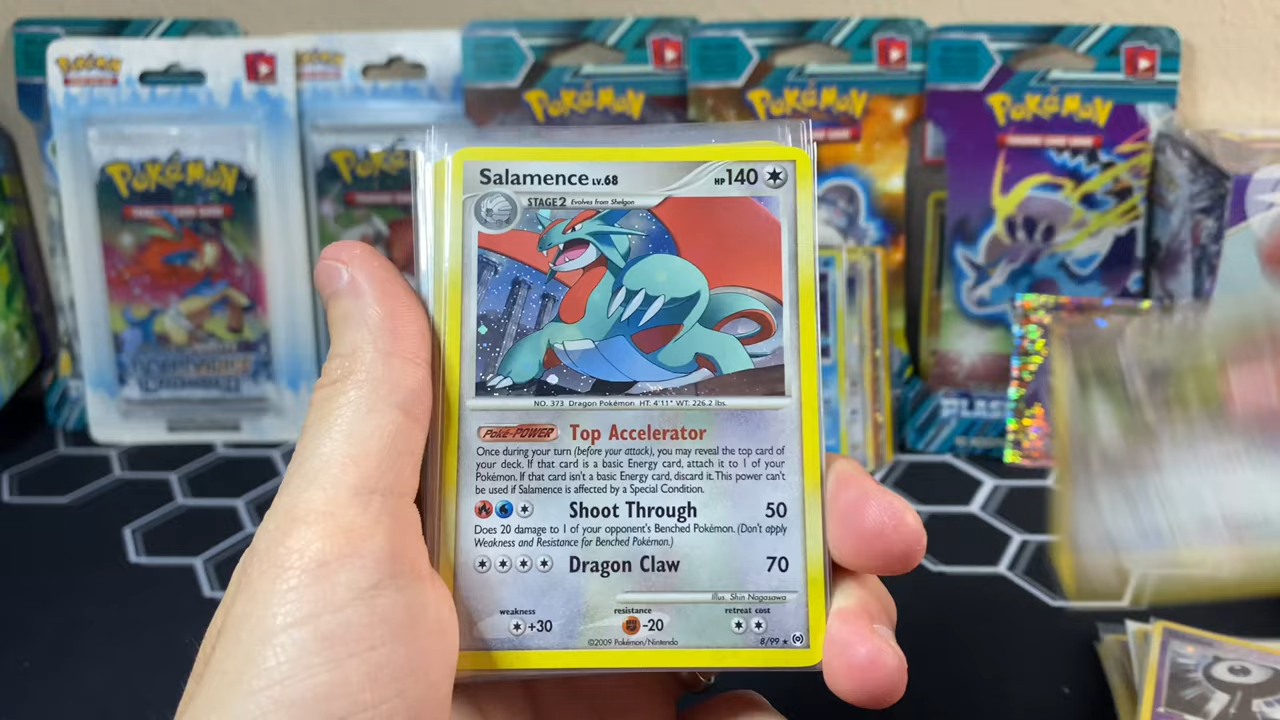 Pokémon
Pokémon
Pokémon
Pokémon
Pokémon
Pokémon
PLAS
Salamence LV.68
HP 140
STAGE2 Evolves from Shelgon
NO. 373 Dragon Pokémon HT: 4'11" WT: 226.2 lbs.
Poké-POWER Top Accelerator
Once during your turn (before your attack), you may reveal the top card of
your deck. If that card is a basic Energy card, attach it to 1 of your
Pokémon. If that card isn't a basic Energy card, discard it. This power can't
be used if Salamence is affected by a Special Condition.
Shoot Through 50
Does 20 damage to 1 of your opponent's Benched Pokémon. (Don't apply
Weakness and Resistance for Benched Pokémon.)
Dragon Claw 70
Illus. Shin Nagasawa
weakness resistance retreat cost
+30 -20
©2009 Pokémon/Nintendo 8/99